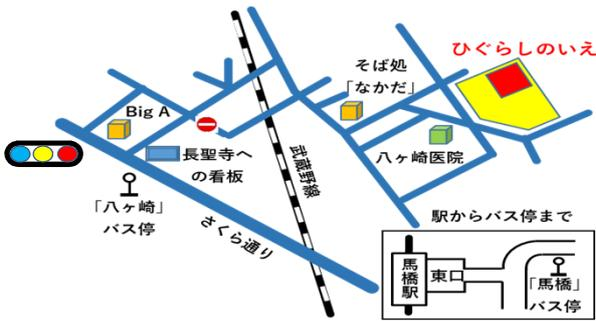 ひぐらしのいえ
そば処
「なかだ」
Big A
八ヶ崎医院
長聖寺へ
の看板
武蔵野線
「八ヶ崎」
バス停
さくら通り
駅からバス停まで
馬橋駅
東口
「馬橋」
バス停